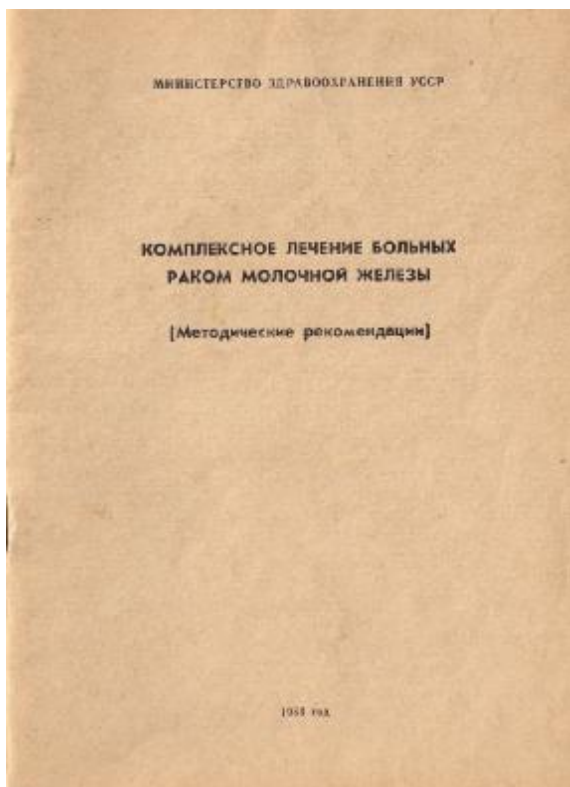 МИНИСТЕРСТВО ЗДРАВООХРАНЕНИЯ УССР
КОМПЛЕКСНОЕ ЛЕЧЕНИЕ БОЛЬНЫХ
РАКОМ МОЛОЧНОЙ ЖЕЛЕЗЫ
[Методические рекомендации]
год